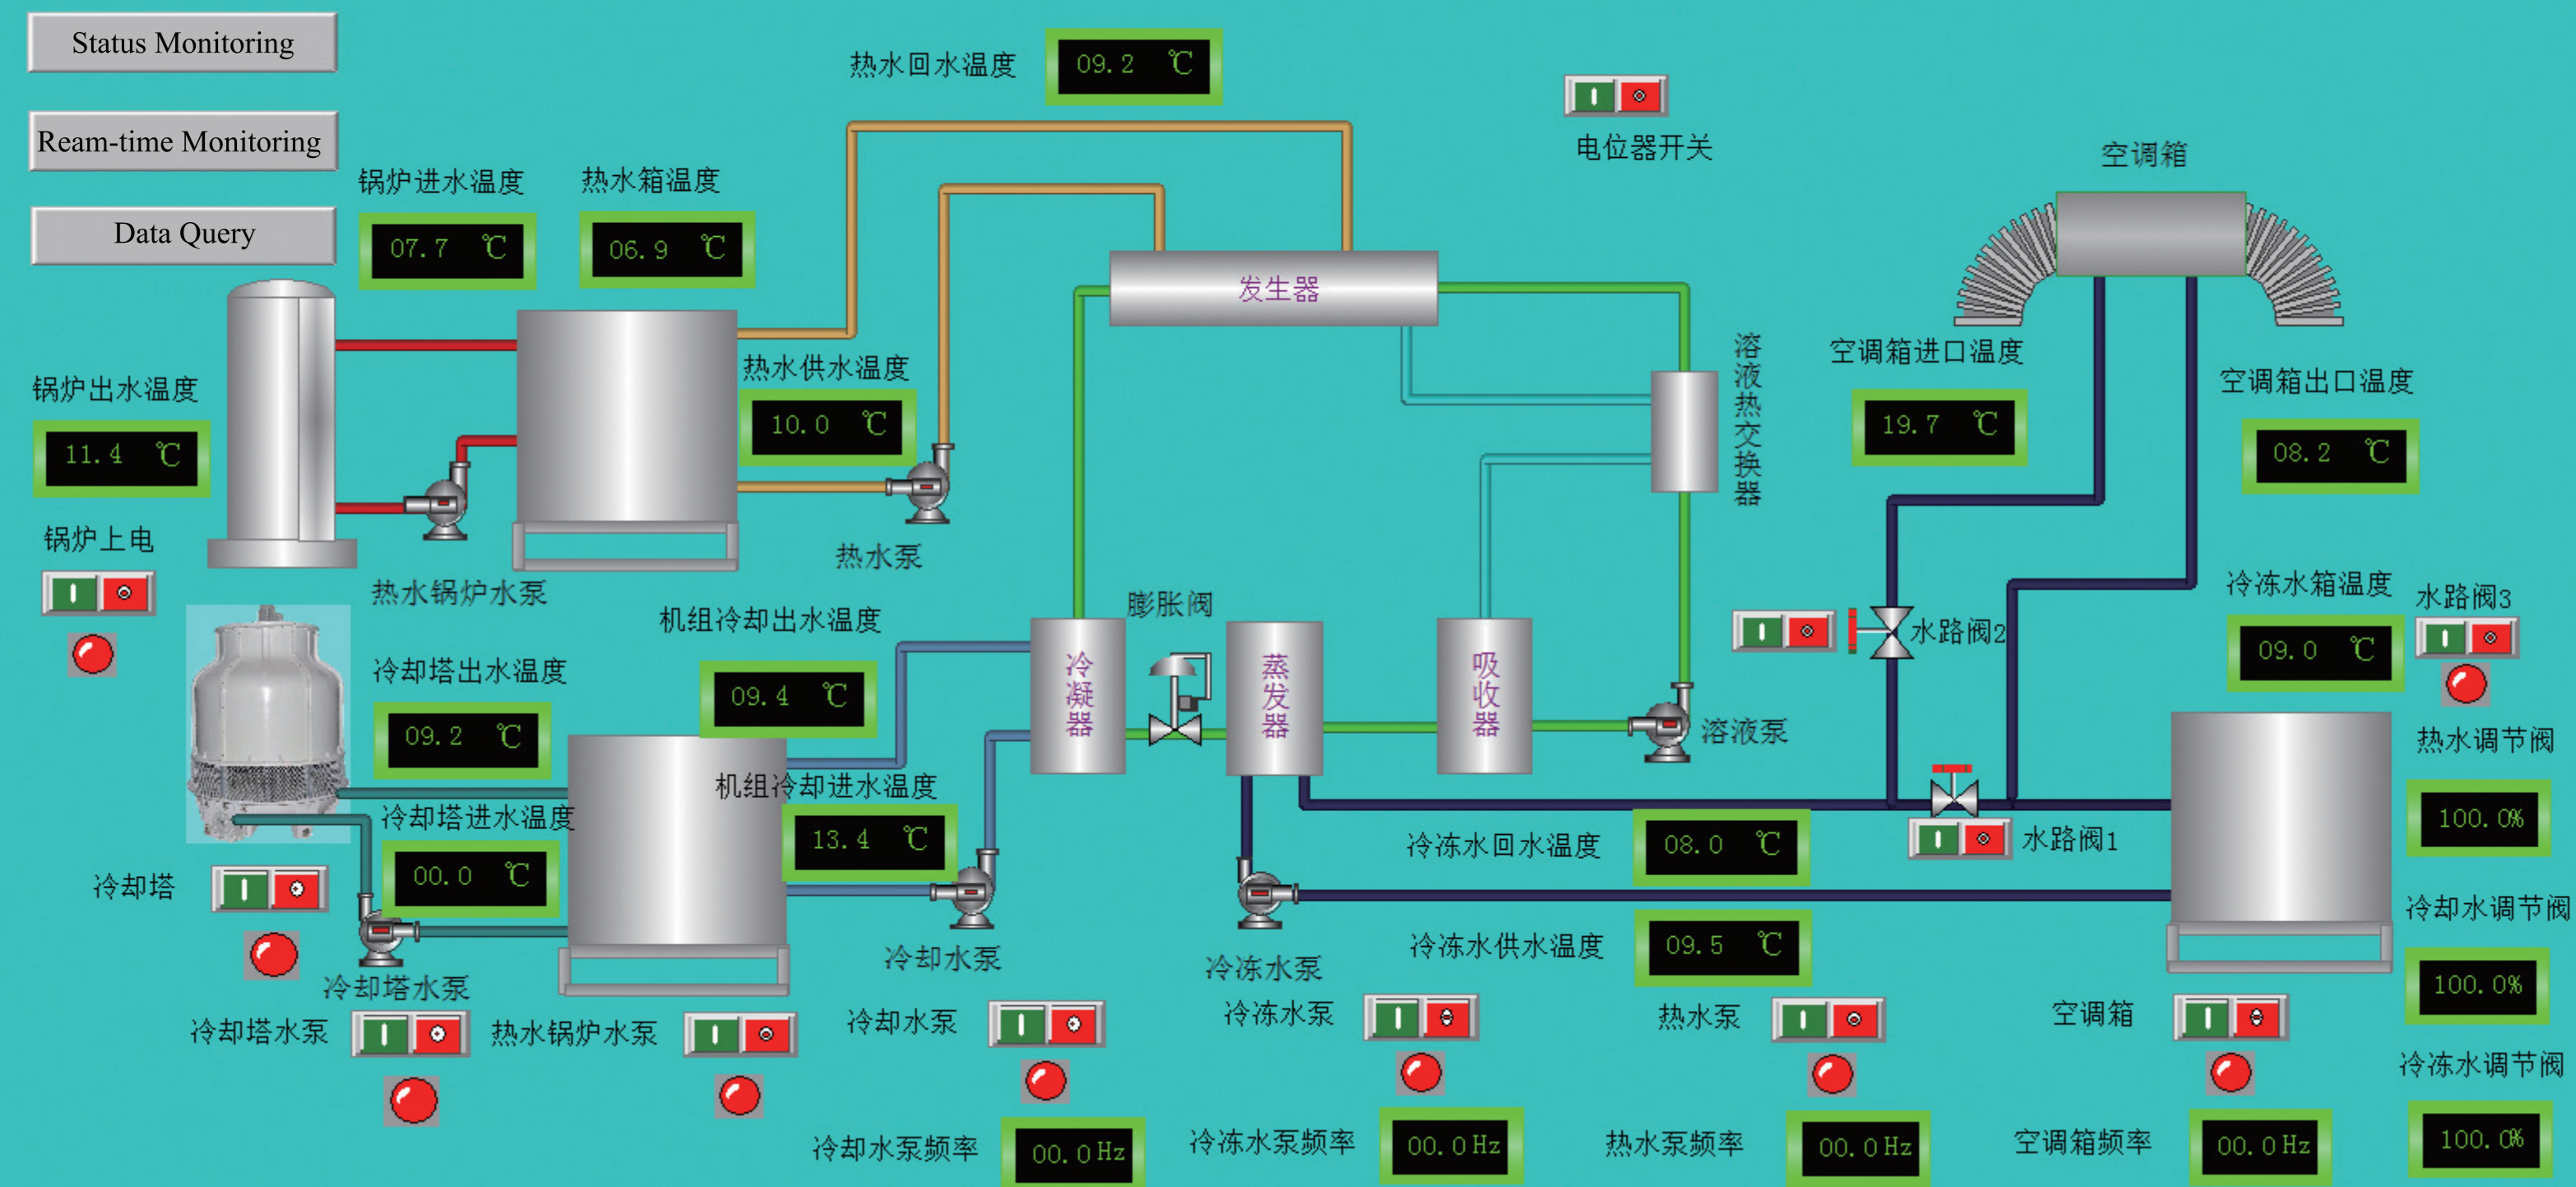 Status Monitoring
热水回水温度
09.2 ℃
Ream-time Monitoring
电位器开关
空调箱
锅炉进水温度
热水箱温度
Data Query
07.7 ℃
06.9 ℃
发生器
锅炉出水温度
11.4 ℃
热水供水温度
10.0 ℃
溶液热交换器
空调箱进口温度
19.7 ℃
空调箱出口温度
08.2 ℃
锅炉上电
热水锅炉水泵
热水泵
机组冷却出水温度
09.4 ℃
膨胀阀
冷凝器
蒸发器
吸收器
溶液泵
水路阀2
冷冻水箱温度
09.0 ℃
水路阀3
冷却塔出水温度
09.2 ℃
冷却塔进水温度
00.0 ℃
机组冷却进水温度
13.4 ℃
冷冻水回水温度
08.0 ℃
水路阀1
热水调节阀
100.0%
冷却塔
冷却塔水泵
冷却水泵
冷冻水泵
冷冻水供水温度
09.5 ℃
冷却水调节阀
100.0%
冷却塔水泵
热水锅炉水泵
冷却水泵
冷冻水泵
热水泵
空调箱
冷冻水调节阀
100.0%
冷却水泵频率
00.0Hz
冷冻水泵频率
00.0Hz
热水泵频率
00.0Hz
空调箱频率
00.0Hz